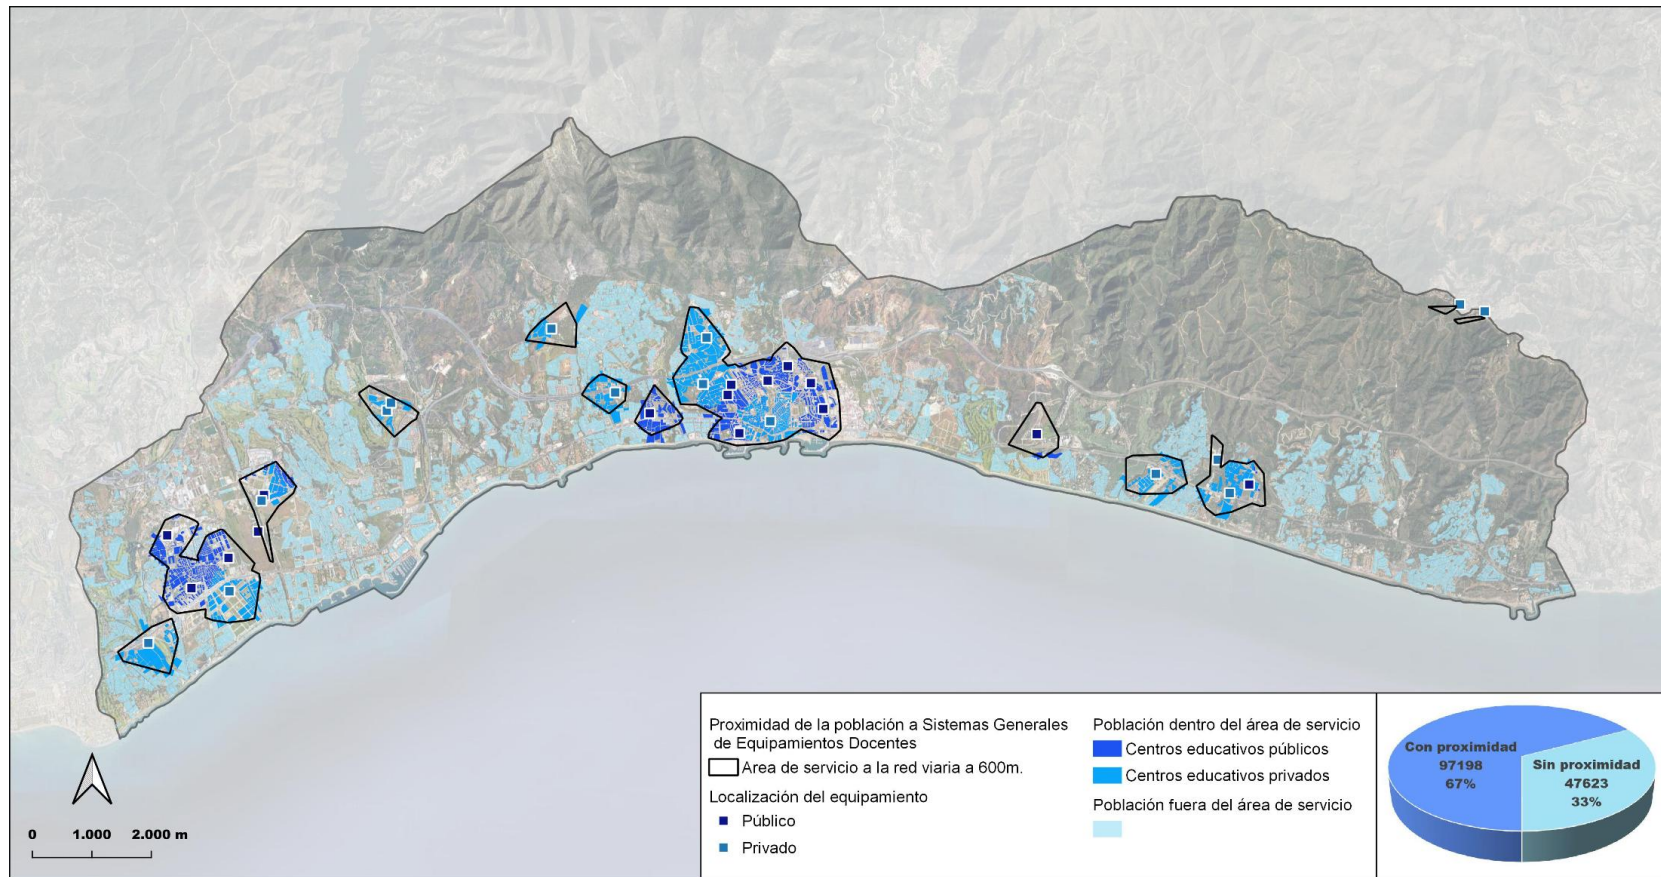 Proximidad de la población a Sistemas Generales
de Equipamientos Docentes
Area de servicio a la red viaria a 600m.
Localización del equipamiento
Público
Privado
Población dentro del área de servicio
Centros educativos públicos
Centros educativos privados
Población fuera del área de servicio
Con proximidad
97198
67%
Sin proximidad
47623
33%
0 1.000 2.000 m